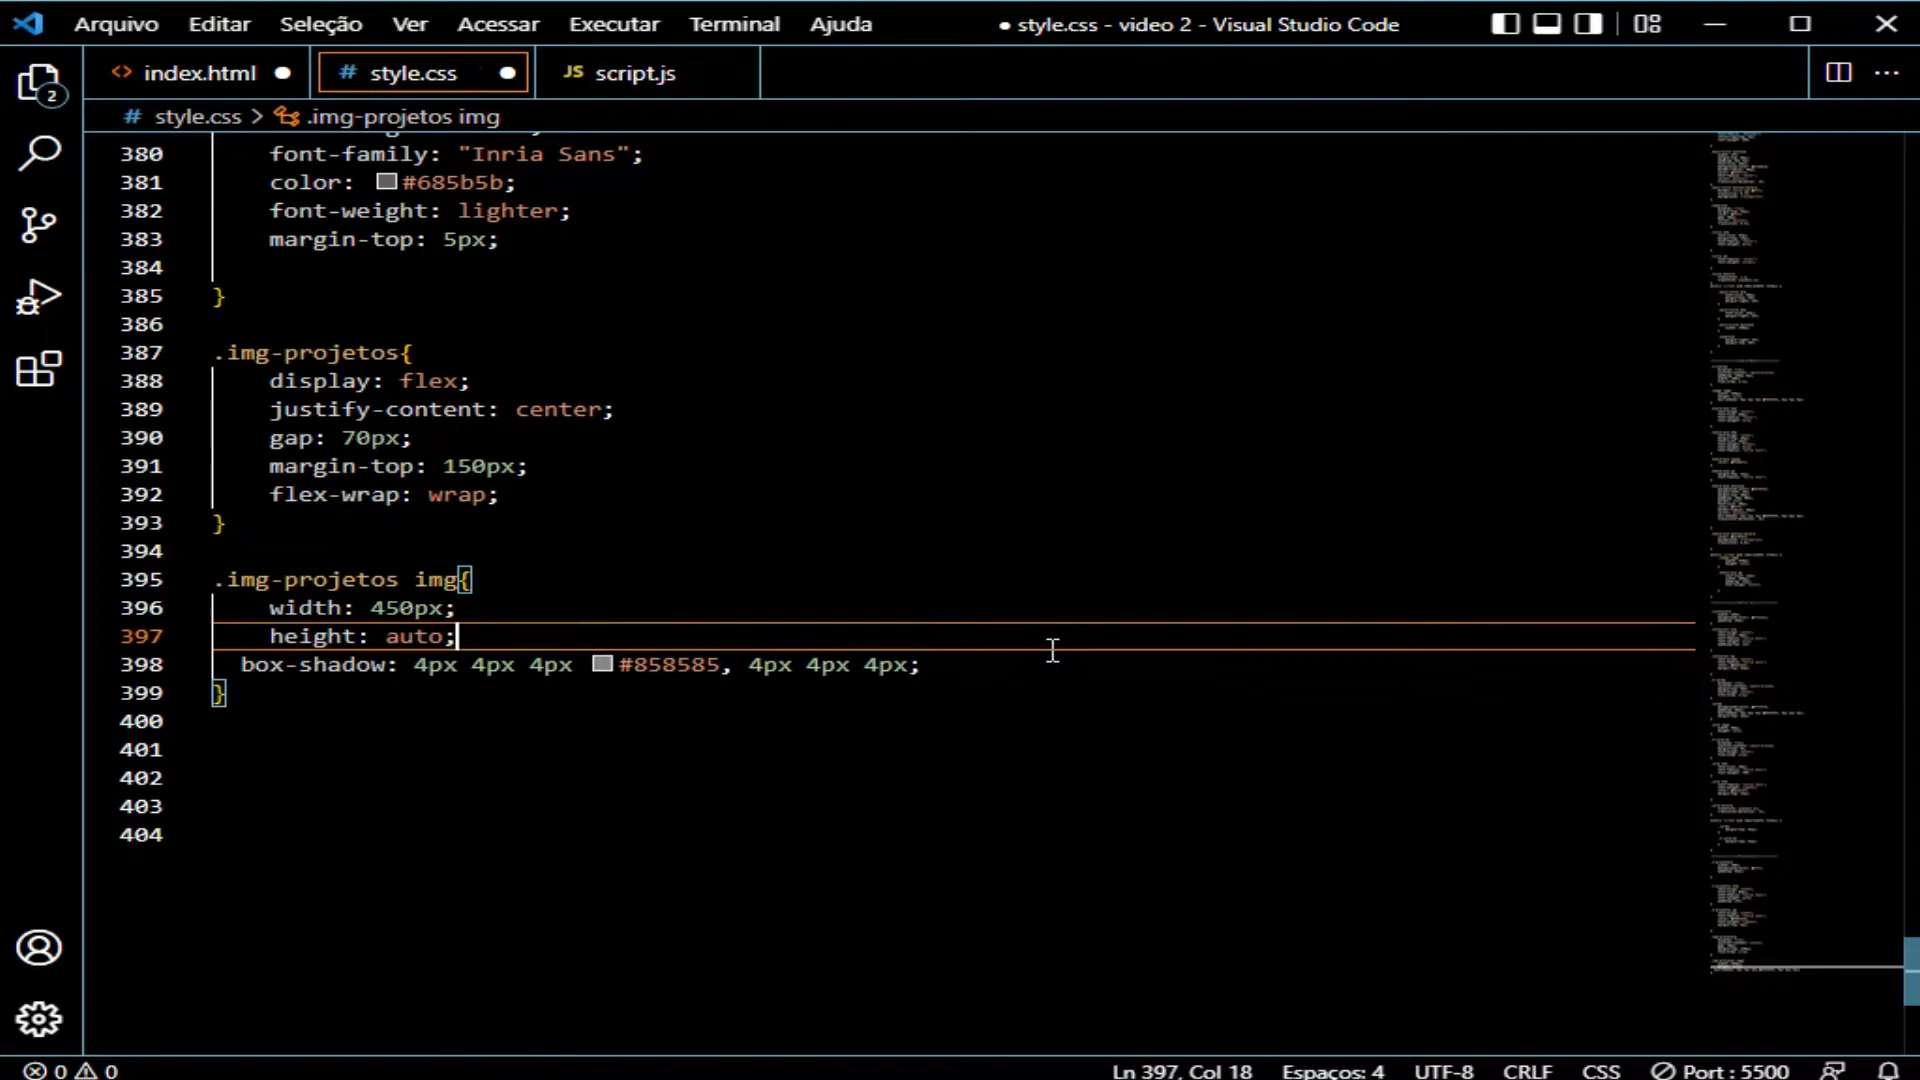 Arquivo Editar Seleção Ver Acessar Executar Terminal Ajuda ● style.css - video 2 - Visual Studio Code
<> index.html ● # style.css ● JS script.js
2
# style.css > .img-projetos img
380 font-family: "Inria Sans";
381 color: #685b5b;
382 font-weight: lighter;
383 margin-top: 5px;
384
385 }
386
387 .img-projetos{
388 display: flex;
389 justify-content: center;
390 gap: 70px;
391 margin-top: 150px;
392 flex-wrap: wrap;
393 }
394
395 .img-projetos img{
396 width: 450px;
397 height: auto;
398 box-shadow: 4px 4px 4px #858585, 4px 4px 4px;
399 }
400
401
402
403
404
0 0 Ln 397, Col 18 Espaços: 4 UTF-8 CRLF CSS Port : 5500